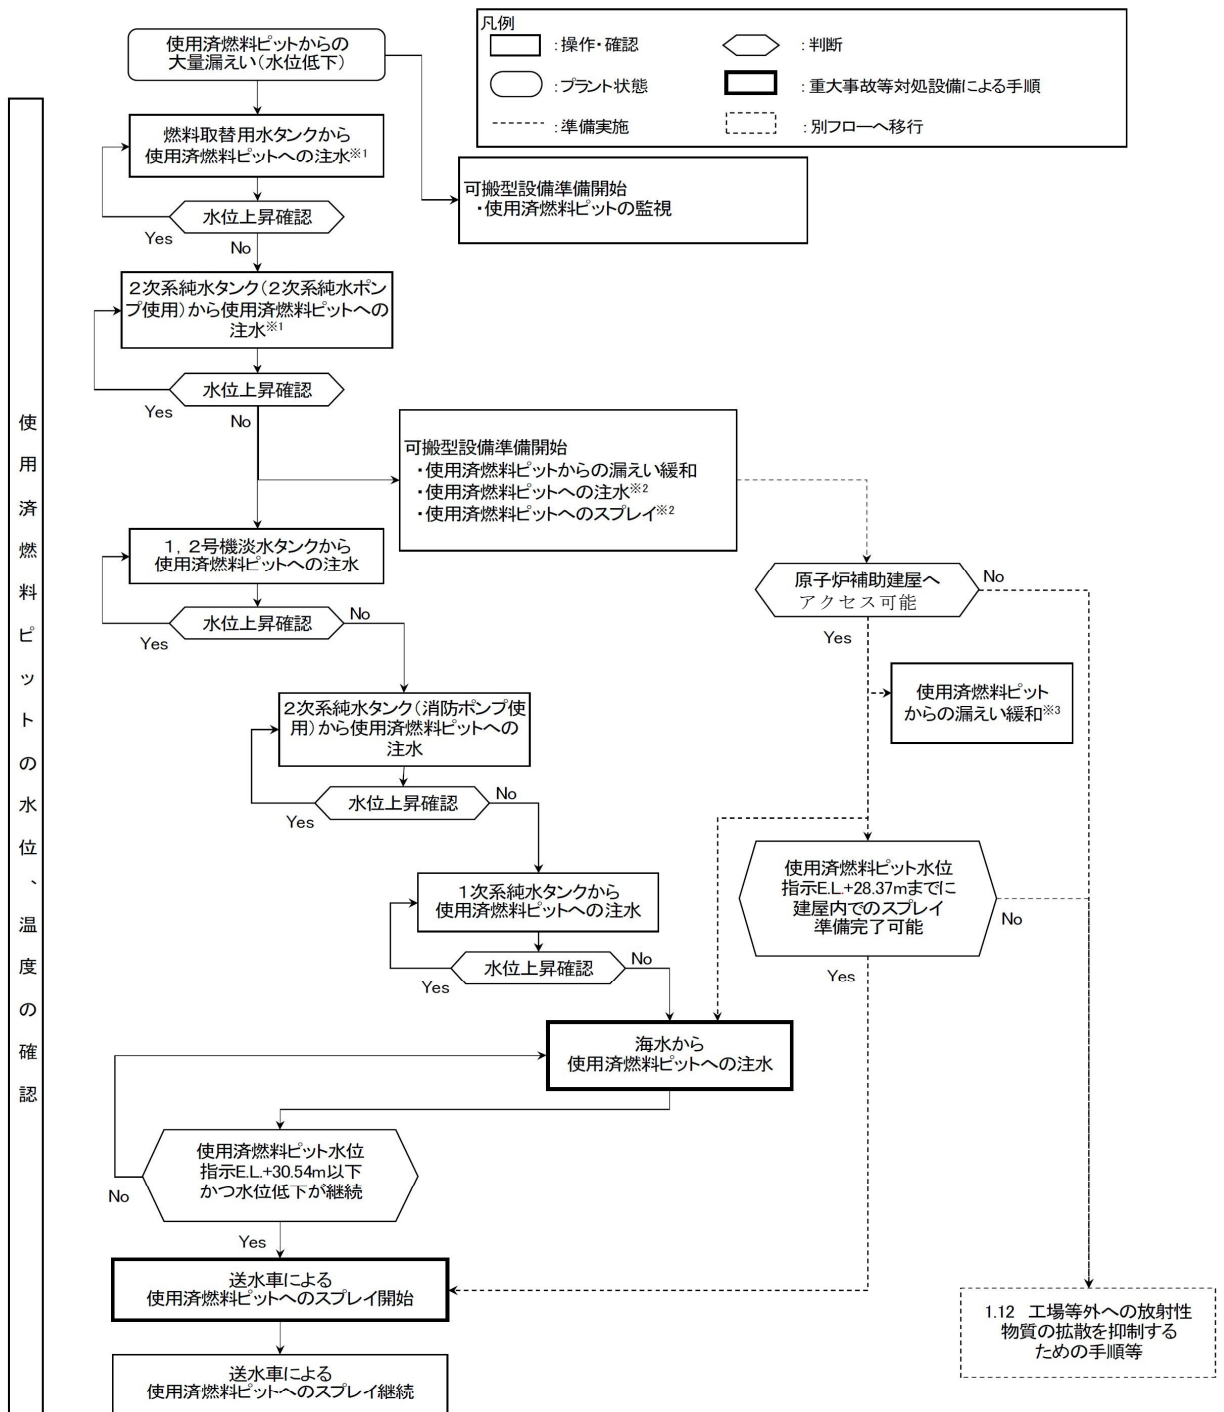 使用済燃料ピットからの
大量漏えい(水位低下)
凡例
:操作・確認
:判断
:プラント状態
:重大事故等対処設備による手順
:準備実施
:別フローへ移行
燃料取替用水タンクから
使用済燃料ピットへの注水※1
可搬型設備準備開始
・使用済燃料ピットの監視
水位上昇確認
Yes
No
2次系純水タンク(2次系純水ポン
プ使用)から使用済燃料ピットへの
注水※1
水位上昇確認
Yes
No
可搬型設備準備開始
・使用済燃料ピットからの漏えい緩和
・使用済燃料ピットへの注水※2
・使用済燃料ピットへのスプレイ※2
使用済燃料ピットの水位、温度の確認
1,2号機淡水タンクから
使用済燃料ピットへの注水
水位上昇確認
Yes
No
原子炉補助建屋へ
アクセス可能
No
Yes
使用済燃料ピット
からの漏えい緩和※3
2次系純水タンク(消防ポンプ使
用)から使用済燃料ピットへの
注水
水位上昇確認
Yes
No
使用済燃料ピット水位
指示E.L.+28.37mまでに
建屋内でのスプレイ
準備完了可能
No
Yes
1次系純水タンクから
使用済燃料ピットへの注水
水位上昇確認
Yes
No
海水から
使用済燃料ピットへの注水
使用済燃料ピット水位
指示E.L.+30.54m以下
かつ水位低下が継続
No
Yes
送水車による
使用済燃料ピットへのスプレイ開始
送水車による
使用済燃料ピットへのスプレイ継続
1.12 工場等外への放射性
物質の拡散を抑制する
ための手順等